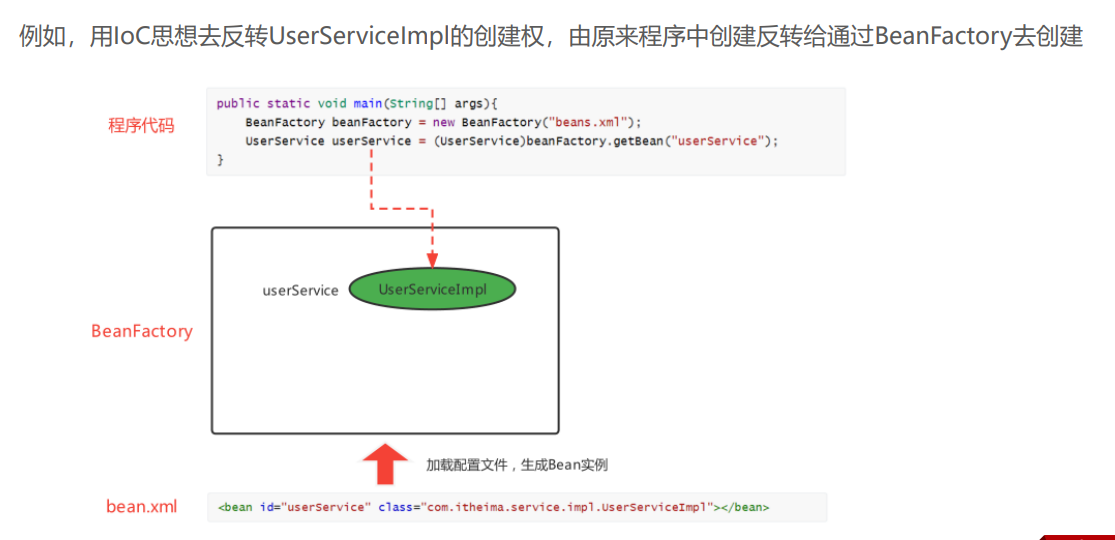 例如，用IoC思想去反转UserServiceImpl的创建权，由原来程序中创建反转给通过BeanFactory去创建
程序代码
public static void main(String[] args){
BeanFactory beanFactory = new BeanFactory("beans.xml");
UserService userService = (UserService)beanFactory.getBean("userService");
}
userService
UserServiceImpl
BeanFactory
加载配置文件，生成Bean实例
bean.xml
<bean id="userService" class="com.itheima.service.impl.UserServiceImpl"></bean>